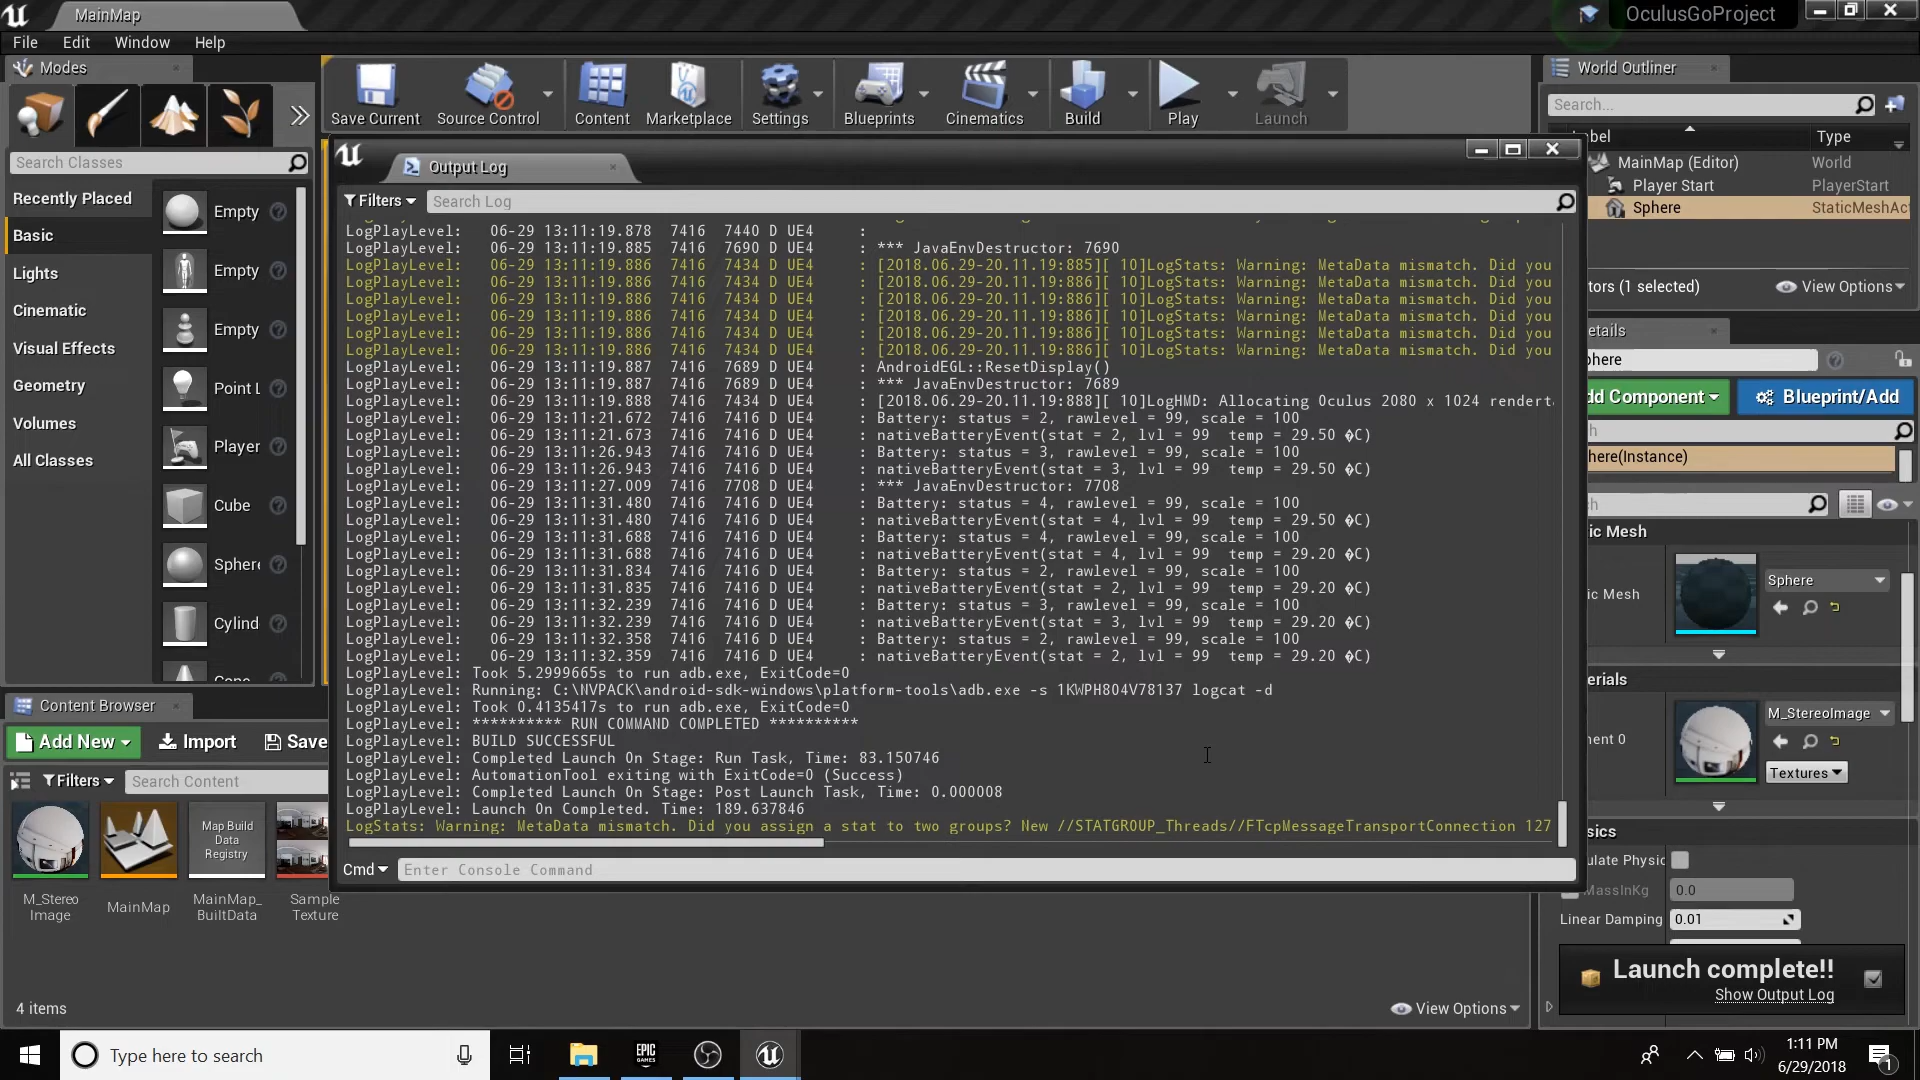 MainMap
OculusGoProject
File Edit Window Help
Modes
Search Classes
Recently Placed
Basic
Lights
Cinematic
Visual Effects
Geometry
Volumes
All Classes
Empty
Empty
Empty
Point L
Player
Cube
Sphere
Cylind
Cone
Save Current Source Control Content Marketplace Settings Blueprints Cinematics Build Play Launch
Output Log
Filters Search Log
LogPlayLevel: 06-29 13:11:19.878 7416 7440 D UE4 :
LogPlayLevel: 06-29 13:11:19.885 7416 7690 D UE4 : *** JavaEnvDestructor: 7690
LogPlayLevel: 06-29 13:11:19.886 7416 7434 D UE4 : [2018.06.29-20.11.19:885][ 10]LogStats: Warning: MetaData mismatch. Did you
LogPlayLevel: 06-29 13:11:19.886 7416 7434 D UE4 : [2018.06.29-20.11.19:886][ 10]LogStats: Warning: MetaData mismatch. Did you
LogPlayLevel: 06-29 13:11:19.886 7416 7434 D UE4 : [2018.06.29-20.11.19:886][ 10]LogStats: Warning: MetaData mismatch. Did you
LogPlayLevel: 06-29 13:11:19.886 7416 7434 D UE4 : [2018.06.29-20.11.19:886][ 10]LogStats: Warning: MetaData mismatch. Did you
LogPlayLevel: 06-29 13:11:19.886 7416 7434 D UE4 : [2018.06.29-20.11.19:886][ 10]LogStats: Warning: MetaData mismatch. Did you
LogPlayLevel: 06-29 13:11:19.886 7416 7434 D UE4 : [2018.06.29-20.11.19:886][ 10]LogStats: Warning: MetaData mismatch. Did you
LogPlayLevel: 06-29 13:11:19.887 7416 7689 D UE4 : AndroidEGL::ResetDisplay()
LogPlayLevel: 06-29 13:11:19.887 7416 7689 D UE4 : *** JavaEnvDestructor: 7689
LogPlayLevel: 06-29 13:11:19.888 7416 7434 D UE4 : [2018.06.29-20.11.19:888][ 10]LogHMD: Allocating Oculus 2080 x 1024 renderta
LogPlayLevel: 06-29 13:11:21.672 7416 7416 D UE4 : Battery: status = 2, rawlevel = 99, scale = 100
LogPlayLevel: 06-29 13:11:21.673 7416 7416 D UE4 : nativeBatteryEvent(stat = 2, lvl = 99 temp = 29.50 �C)
LogPlayLevel: 06-29 13:11:26.943 7416 7416 D UE4 : Battery: status = 3, rawlevel = 99, scale = 100
LogPlayLevel: 06-29 13:11:26.943 7416 7416 D UE4 : nativeBatteryEvent(stat = 3, lvl = 99 temp = 29.50 �C)
LogPlayLevel: 06-29 13:11:27.009 7416 7708 D UE4 : *** JavaEnvDestructor: 7708
LogPlayLevel: 06-29 13:11:31.480 7416 7416 D UE4 : Battery: status = 4, rawlevel = 99, scale = 100
LogPlayLevel: 06-29 13:11:31.480 7416 7416 D UE4 : nativeBatteryEvent(stat = 4, lvl = 99 temp = 29.50 �C)
LogPlayLevel: 06-29 13:11:31.688 7416 7416 D UE4 : Battery: status = 4, rawlevel = 99, scale = 100
LogPlayLevel: 06-29 13:11:31.688 7416 7416 D UE4 : nativeBatteryEvent(stat = 4, lvl = 99 temp = 29.20 �C)
LogPlayLevel: 06-29 13:11:31.834 7416 7416 D UE4 : Battery: status = 2, rawlevel = 99, scale = 100
LogPlayLevel: 06-29 13:11:31.835 7416 7416 D UE4 : nativeBatteryEvent(stat = 2, lvl = 99 temp = 29.20 �C)
LogPlayLevel: 06-29 13:11:32.239 7416 7416 D UE4 : Battery: status = 3, rawlevel = 99, scale = 100
LogPlayLevel: 06-29 13:11:32.239 7416 7416 D UE4 : nativeBatteryEvent(stat = 3, lvl = 99 temp = 29.20 �C)
LogPlayLevel: 06-29 13:11:32.358 7416 7416 D UE4 : Battery: status = 2, rawlevel = 99, scale = 100
LogPlayLevel: 06-29 13:11:32.359 7416 7416 D UE4 : nativeBatteryEvent(stat = 2, lvl = 99 temp = 29.20 �C)
LogPlayLevel: Took 5.2999665s to run adb.exe, ExitCode=0
LogPlayLevel: Running: C:\NVPACK\android-sdk-windows\platform-tools\adb.exe -s 1KWPH804V78137 logcat -d
LogPlayLevel: Took 0.4135417s to run adb.exe, ExitCode=0
LogPlayLevel: ********** RUN COMMAND COMPLETED **********
LogPlayLevel: BUILD SUCCESSFUL
LogPlayLevel: Completed Launch On Stage: Run Task, Time: 83.150746
LogPlayLevel: AutomationTool exiting with ExitCode=0 (Success)
LogPlayLevel: Completed Launch On Stage: Post Launch Task, Time: 0.000008
LogPlayLevel: Launch On Completed. Time: 189.637846
LogStats: Warning: MetaData mismatch. Did you assign a stat to two groups? New //STATGROUP_Threads//FTcpMessageTransportConnection 127
Cmd Enter Console Command
World Outliner
Search...
Label Type
MainMap (Editor) World
Player Start PlayerStart
Sphere StaticMeshAc
tors (1 selected) View Options
etails
phere
dd Component Blueprint/Add
ch
here(Instance)
ch
ic Mesh
ic Mesh Sphere
erials
ment 0 M_StereoImage
Textures
sics
ulate Physic
MassInKg 0.0
Linear Damping 0.01
Launch complete!!
Show Output Log
Content Browser
Add New Import Save
Filters Search Content
M_Stereo
Image
MainMap
Map Build
Data
Registry
MainMap_
BuiltData
Sample
Texture
4 items View Options
Type here to search
1:11 PM
6/29/2018
EPIC
GAMES
1